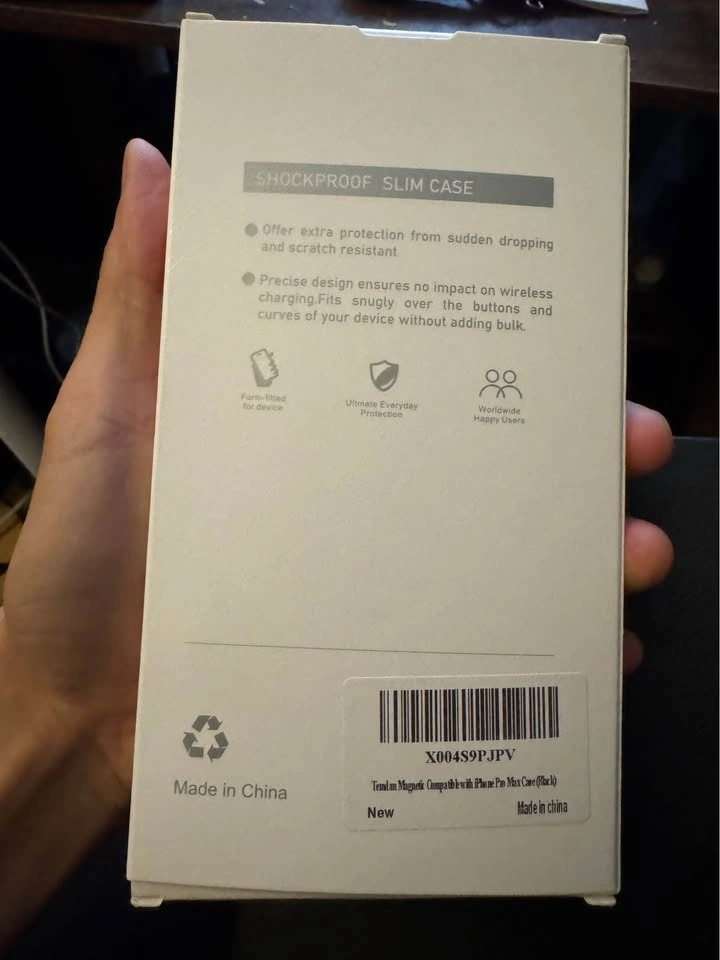 SHOCKPROOF SLIM CASE
Offer extra protection from sudden dropping
and scratch resistant
Precise design ensures no impact on wireless
charging.Fits snugly over the buttons and
curves of your device without adding bulk.
Form-fitted
for device
Ultimate Everyday
Protection
Worldwide
Happy Users
Made in China
X004S9PJPV
Magnetic Compatible with iPhone Pro Max Case (Black)
New
Made in china